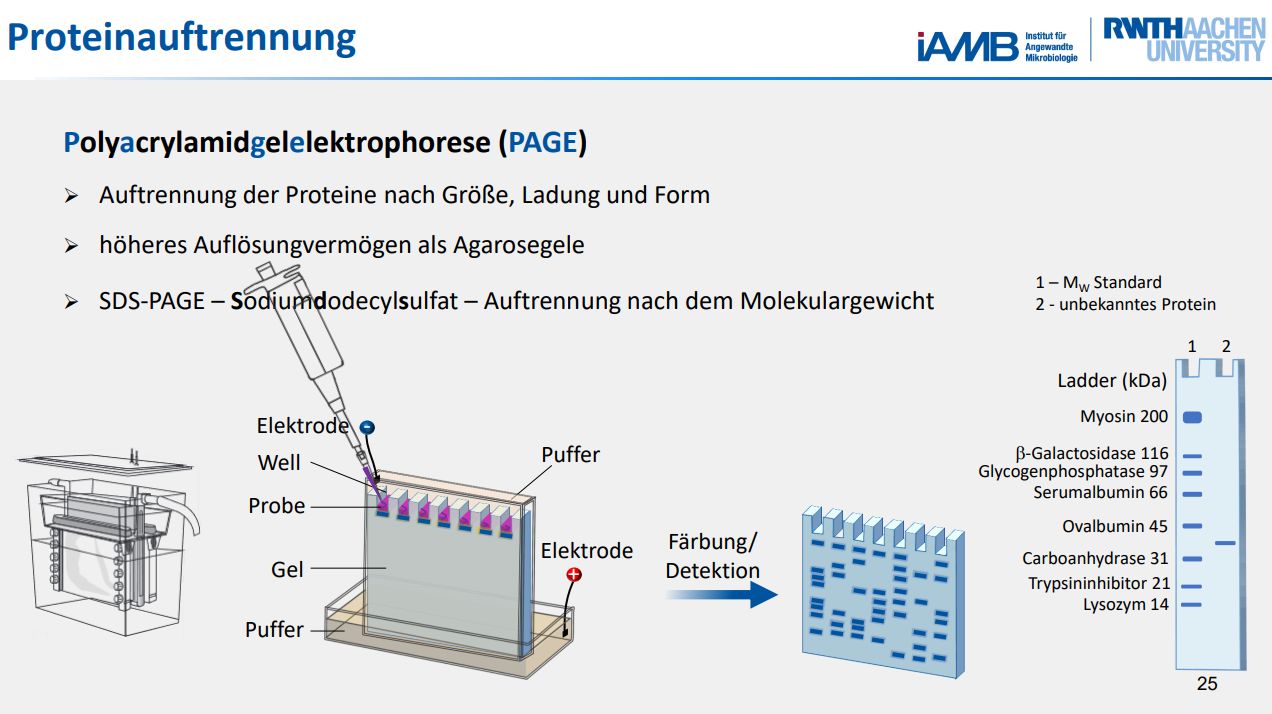 Proteinauftrennung
iAMB Institut für Angewandte Mikrobiologie
RWTHAACHEN UNIVERSITY
Polyacrylamidgelelektrophorese (PAGE)
➢ Auftrennung der Proteine nach Größe, Ladung und Form
➢ höheres Auflösungvermögen als Agarosegele
➢ SDS-PAGE – Sodiumdodecylsulfat – Auftrennung nach dem Molekulargewicht
1 – MW Standard
2 - unbekanntes Protein
Elektrode -
Well
Probe
Gel
Puffer
Puffer
Elektrode
+
Färbung/
Detektion
1 2
Ladder (kDa)
Myosin 200
β-Galactosidase 116
Glycogenphosphatase 97
Serumalbumin 66
Ovalbumin 45
Carboanhydrase 31
Trypsininhibitor 21
Lysozym 14
25